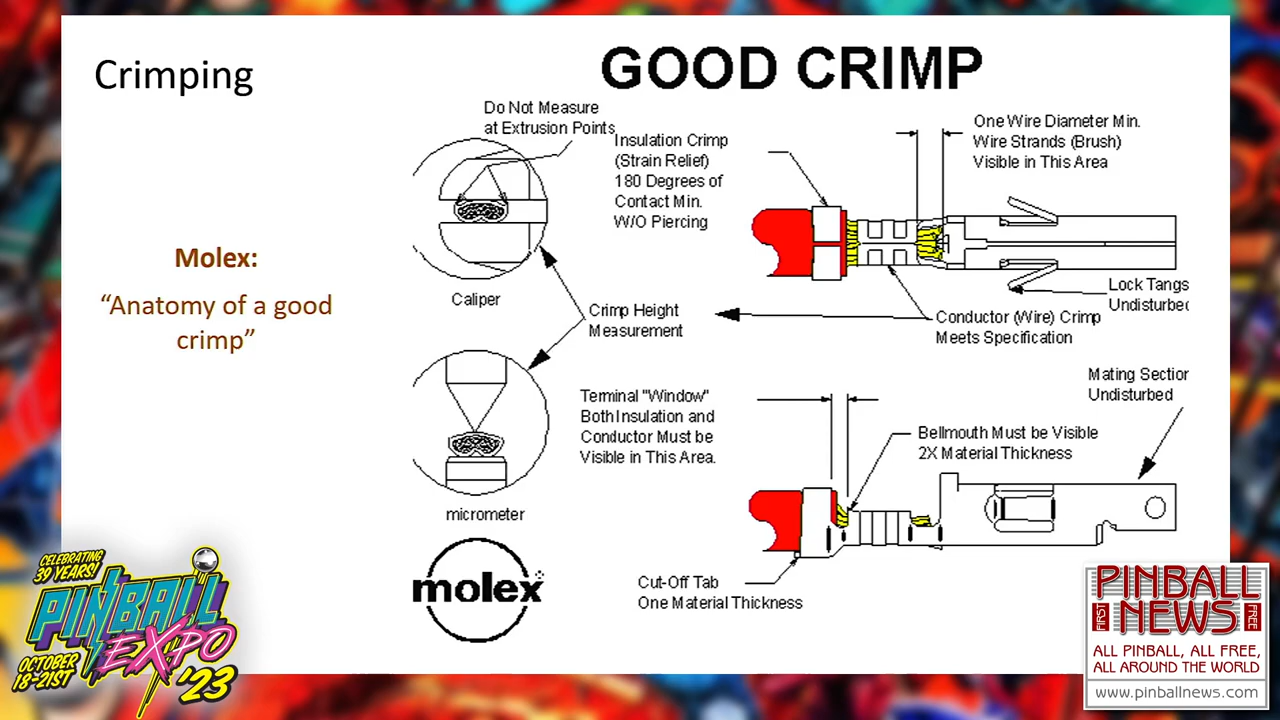 Crimping
GOOD CRIMP
Molex:
“Anatomy of a good
crimp”
Do Not Measure
at Extrusion Points
Caliper
Insulation Crimp
(Strain Relief)
180 Degrees of
Contact Min.
W/O Piercing
One Wire Diameter Min.
Wire Strands (Brush)
Visible in This Area
Lock Tangs
Undisturbed
Crimp Height
Measurement
Conductor (Wire) Crimp
Meets Specification
micrometer
Terminal "Window"
Both Insulation and
Conductor Must be
Visible in This Area.
Mating Section
Undisturbed
Bellmouth Must be Visible
2X Material Thickness
Cut-Off Tab
One Material Thickness
molex
CELEBRATING
39 YEARS!
PINBALL
EXPO
OCTOBER
18-21ST
'23
PINBALL
FIRST NEWS FREE
ALL PINBALL, ALL FREE,
ALL AROUND THE WORLD
www.pinballnews.com